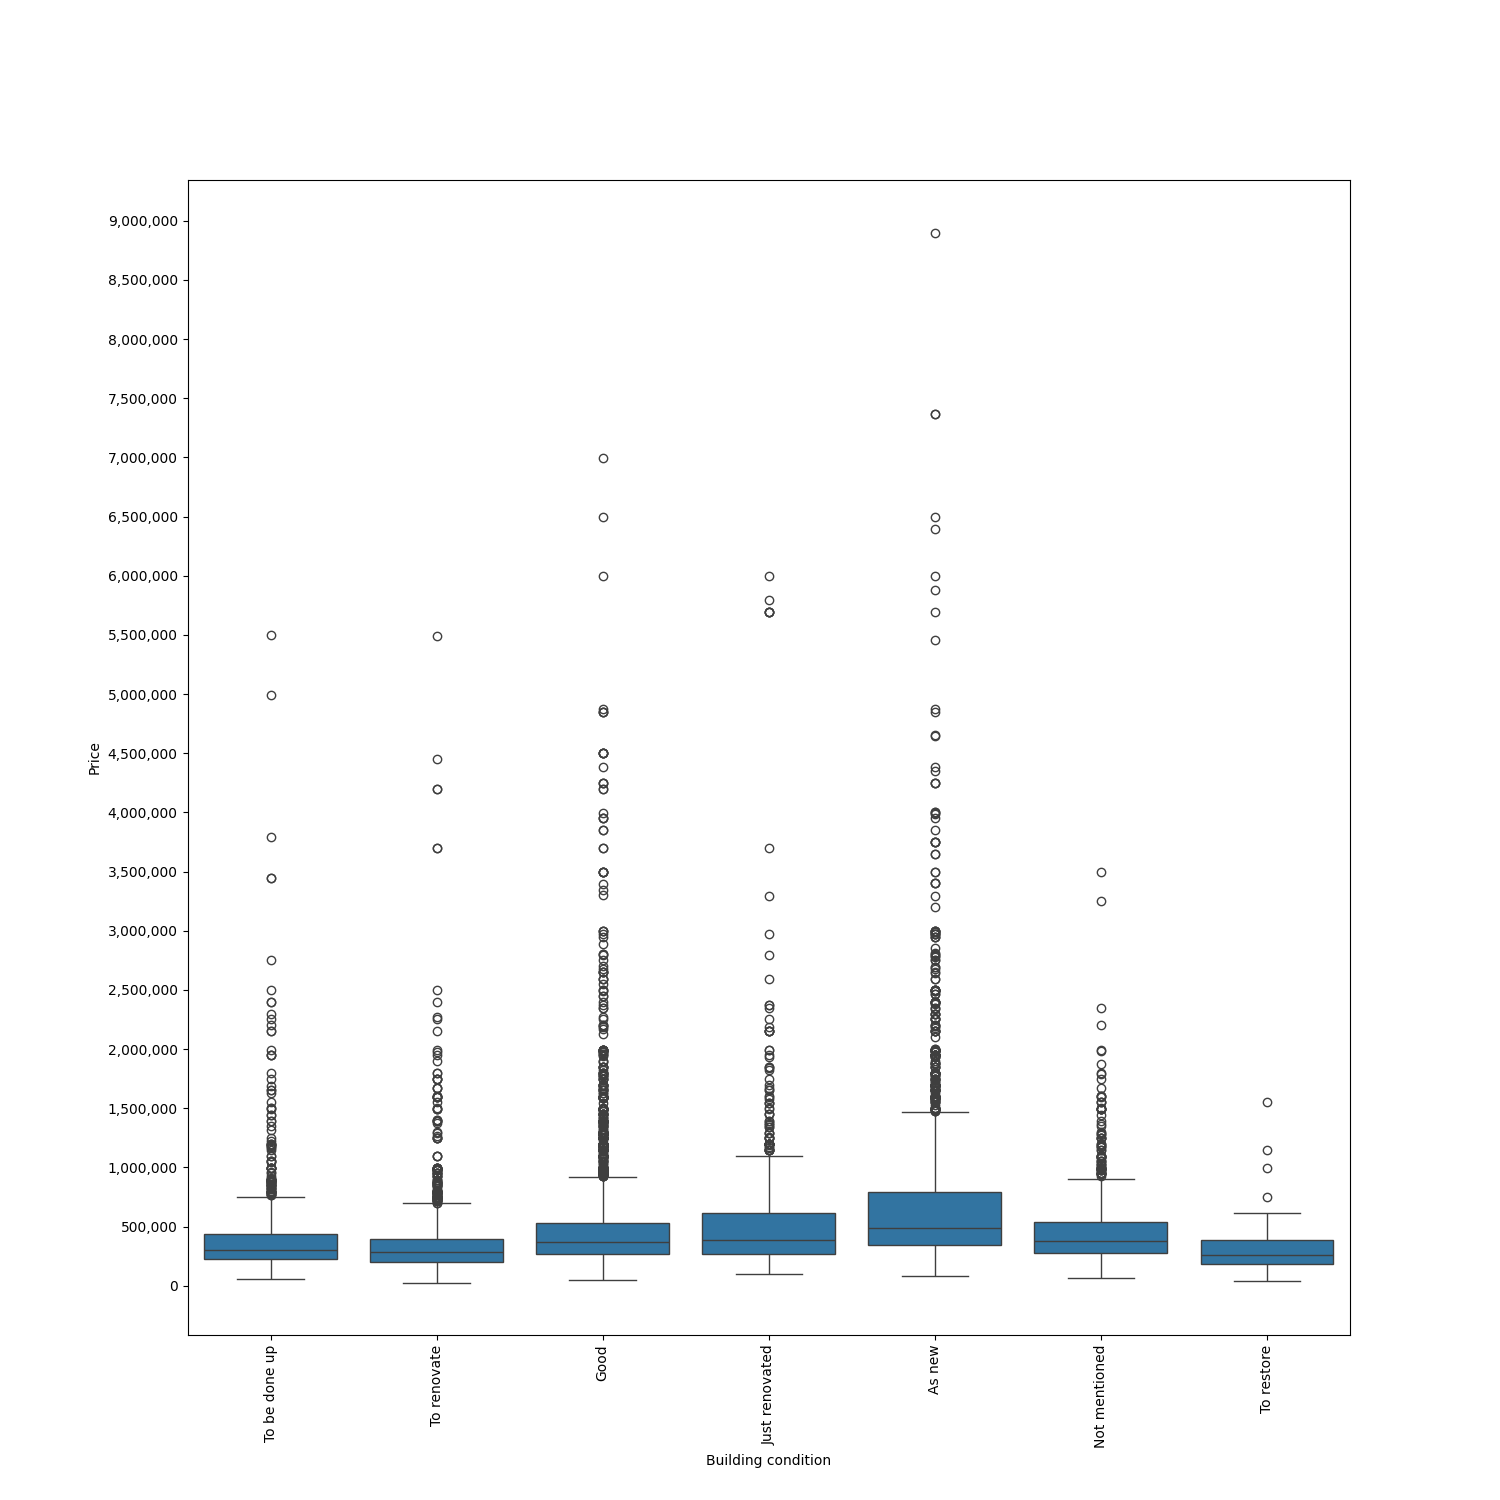 9,000,000
8,500,000
8,000,000
7,500,000
7,000,000
6,500,000
6,000,000
5,500,000
5,000,000
4,500,000
4,000,000
3,500,000
3,000,000
2,500,000
2,000,000
1,500,000
1,000,000
500,000
0
Price
To be done up
To renovate
Good
Just renovated
As new
Not mentioned
To restore
Building condition